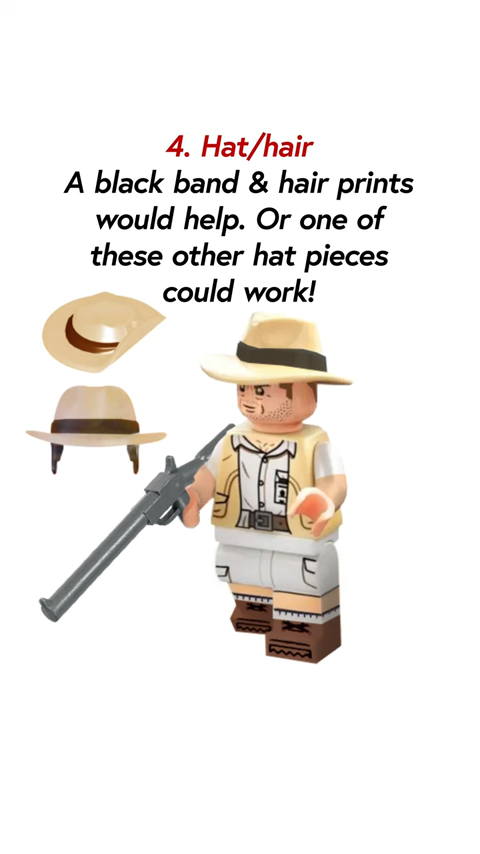 4. Hat/hair
A black band & hair prints
would help. Or one of
these other hat pieces
could work!